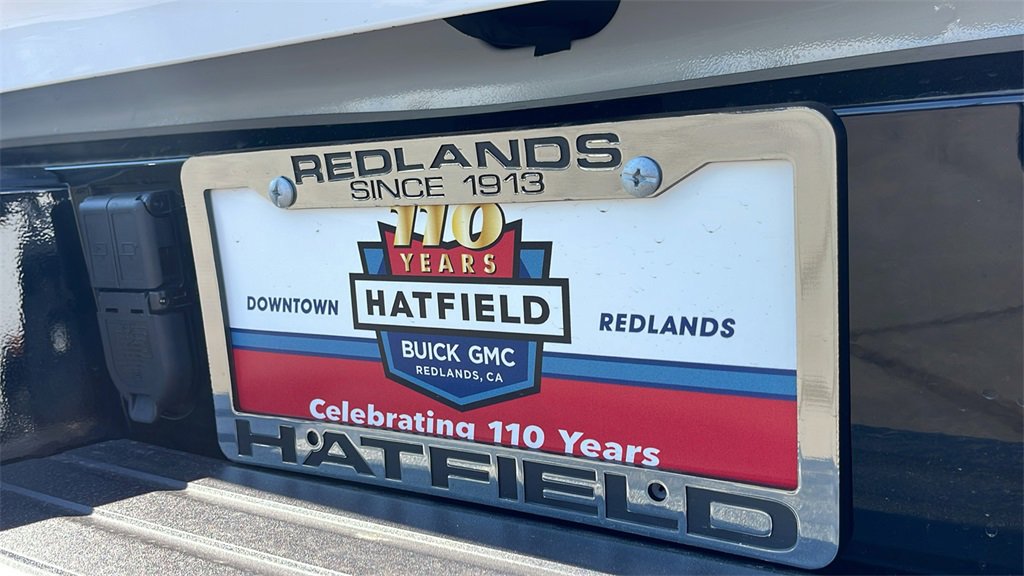 REDLANDS
SINCE 1913
110
YEARS
HATFIELD
DOWNTOWN
REDLANDS
BUICK GMC
REDLANDS, CA
Celebrating 110 Years
HATFIELD